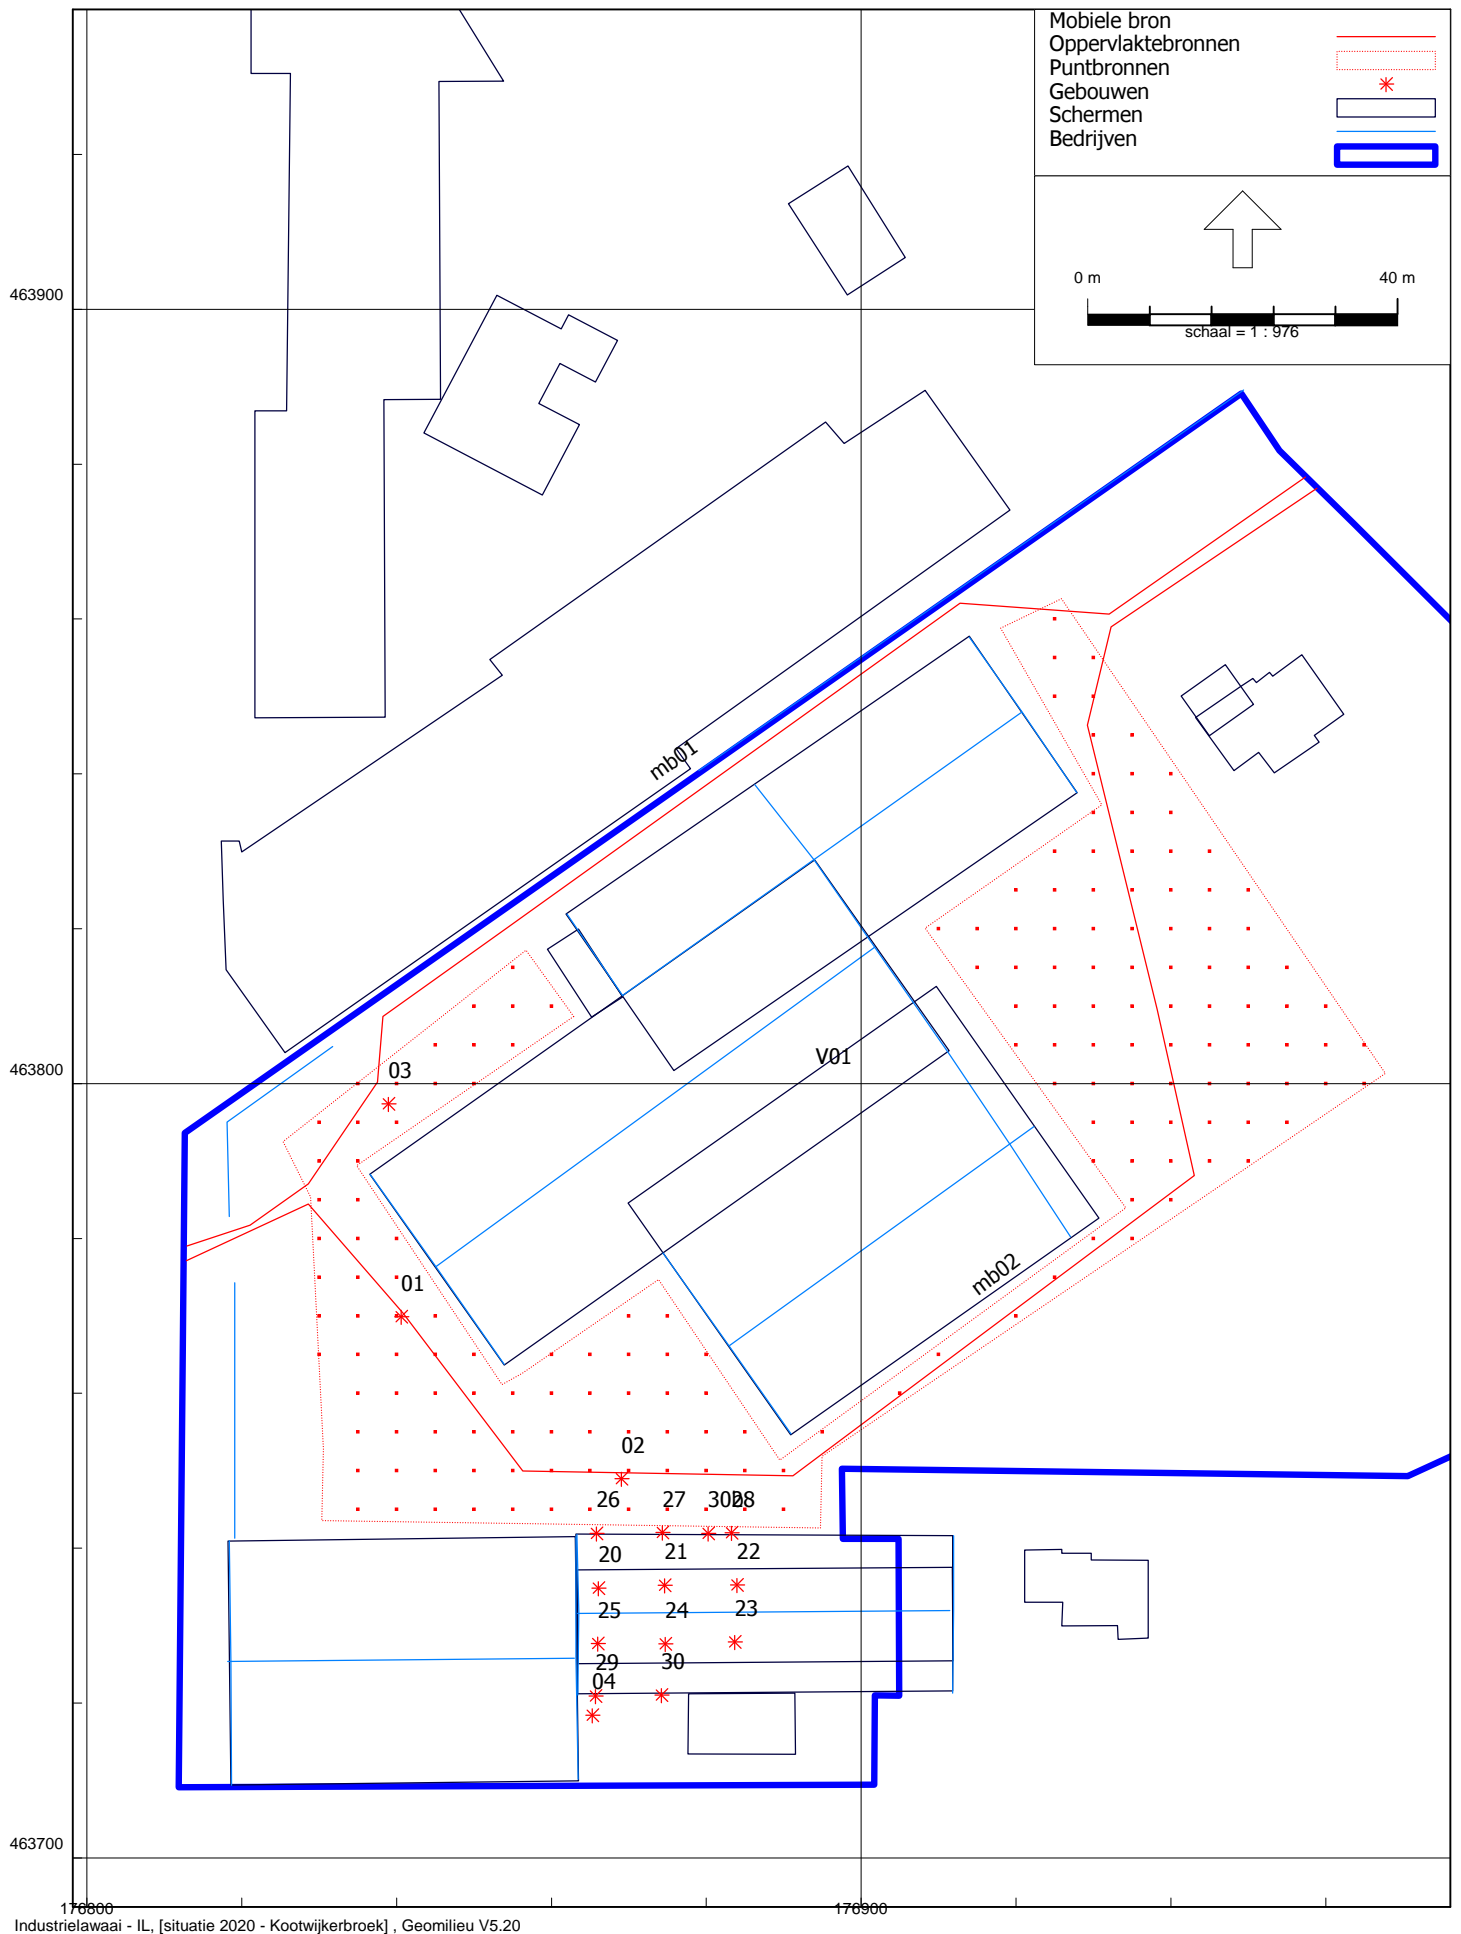 Mobiele bron
Oppervlaktebronnen
Puntbronnen
Gebouwen
Schermen
Bedrijven
0 m 40 m
schaal = 1 : 976
463900
mb01
V01
463800
03
01
mb02
02
26 27 30b 28
20 21 22
25 24 23
29 30
04
463700
176800 176900
Industrielawaai - IL, [situatie 2020 - Kootwijkerbroek] , Geomilieu V5.20